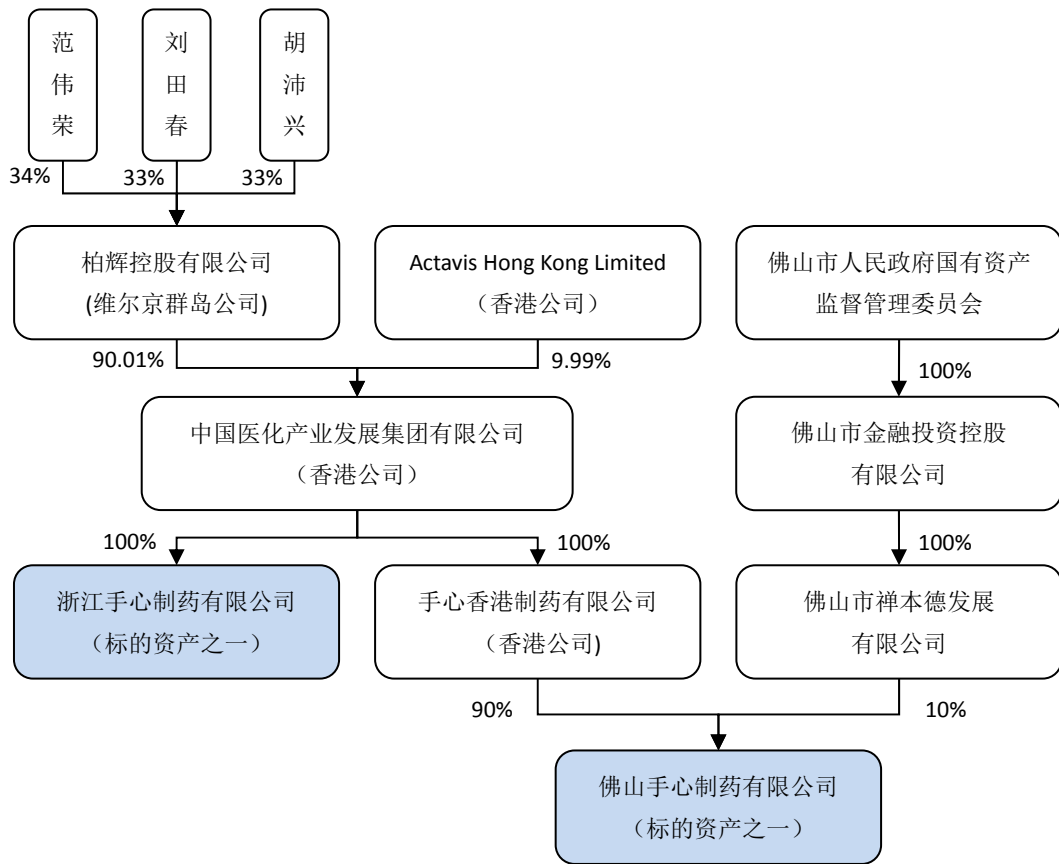 范伟荣
刘田春
胡沛兴
34%
33%
33%
柏辉控股有限公司
(维尔京群岛公司)
Actavis Hong Kong Limited
（香港公司）
佛山市人民政府国有资产
监督管理委员会
90.01%
9.99%
100%
中国医化产业发展集团有限公司
（香港公司）
佛山市金融投资控股
有限公司
100%
100%
100%
浙江手心制药有限公司
（标的资产之一）
手心香港制药有限公司
（香港公司)
佛山市禅本德发展
有限公司
90%
10%
佛山手心制药有限公司
（标的资产之一）